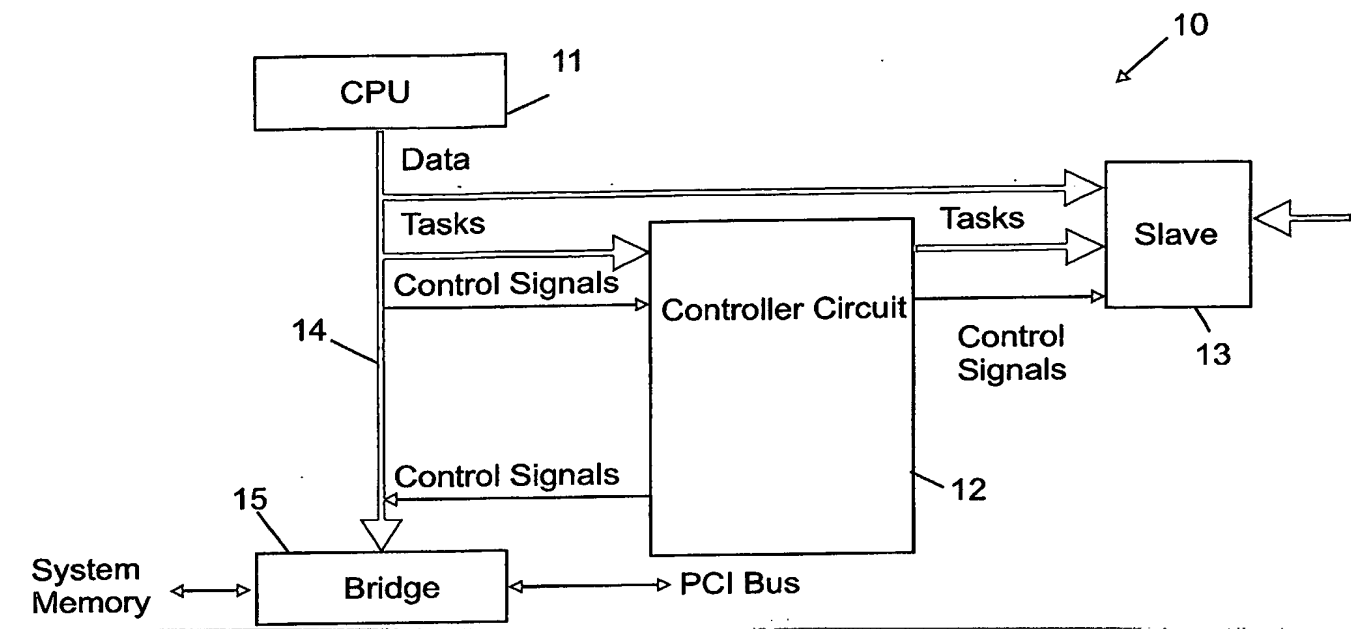 10
11
CPU
Data
Tasks
Tasks
Slave
Control Signals
Controller Circuit
14
Control
Signals
13
Control Signals
12
15
System
Memory
Bridge
PCI Bus